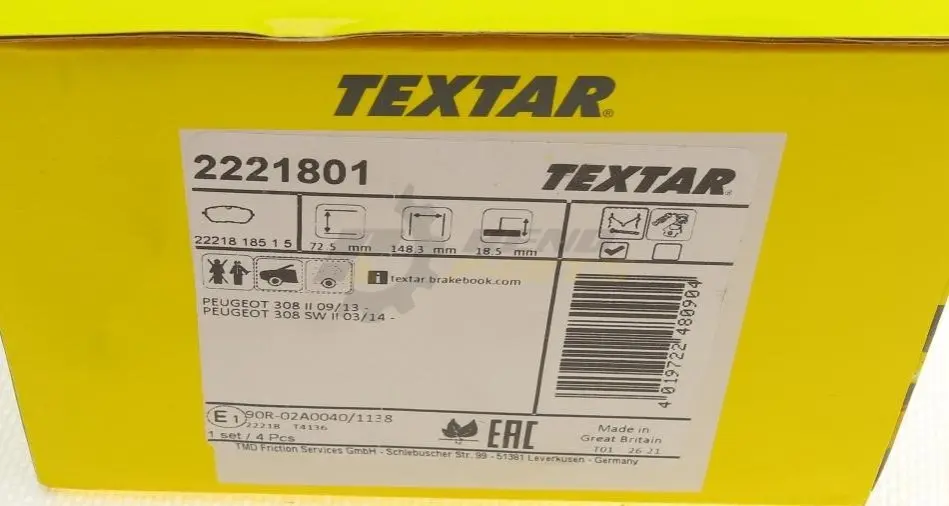 TEXTAR®
2221801
TEXTAR®
22218 185 1 5
72.5 mm
148.3 mm
18.5 mm
i textar brakebook.com
PEUGEOT 308 II 09/13 -
PEUGEOT 308 SW II 03/14 -
4 019722 480904
E1 90R-02A0040/1138
22218 T4136
1 set / 4 Pcs
EAC
Made in
Great Britain
T01 26 21
TMD Friction Services GmbH - Schlebuscher Str. 99 - 51381 Leverkusen - Germany